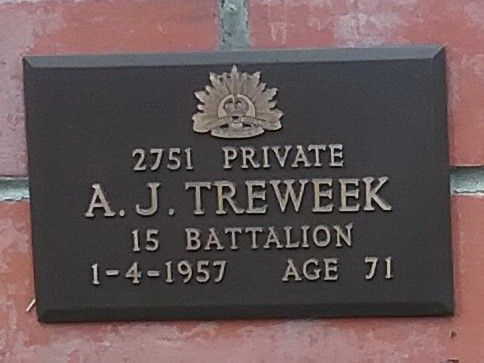 2751 PRIVATE
A. J. TREWEEK
15 BATTALION
1-4-1957 AGE 71